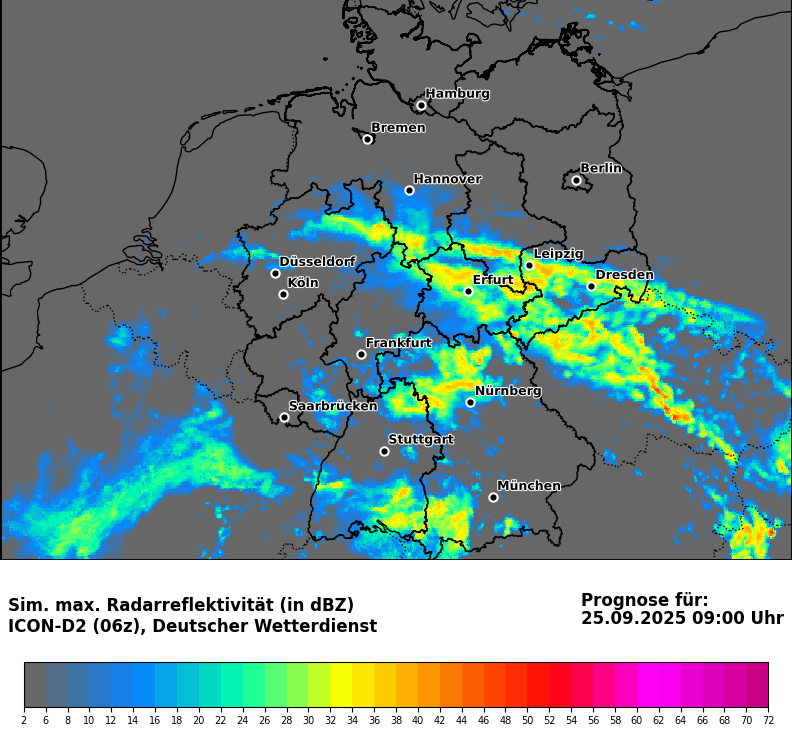 Hamburg
Bremen
Berlin
Hannover
Leipzig
Düsseldorf
Dresden
Köln
Erfurt
Frankfurt
Nürnberg
Saarbrücken
Stuttgart
München
Sim. max. Radarreflektivität (in dBZ)
ICON-D2 (06z), Deutscher Wetterdienst
Prognose für:
25.09.2025 09:00 Uhr
2 6 8 10 12 14 16 18 20 22 24 26 28 30 32 34 36 38 40 42 44 46 48 50 52 54 56 58 60 62 64 66 68 70 72